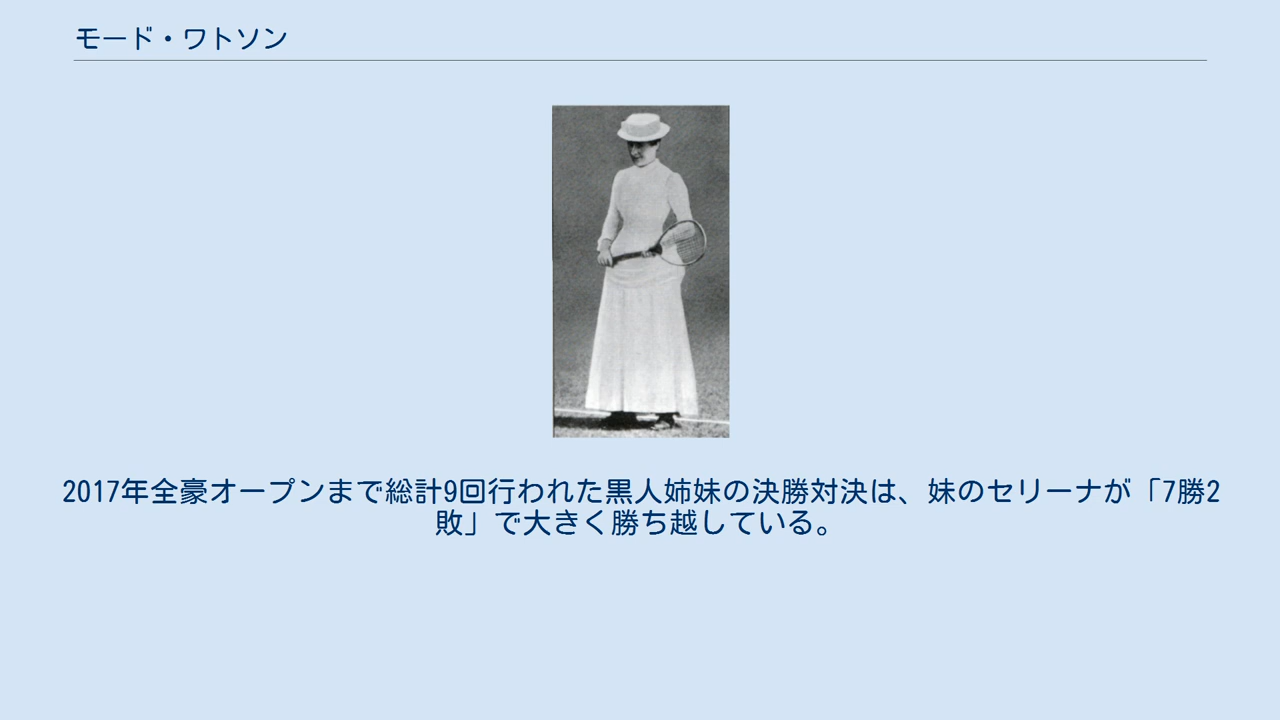 モード・ワトソン
2017年全豪オープンまで総計9回行われた黒人姉妹の決勝対決は、妹のセリーナが「7勝2
敗」で大きく勝ち越している。